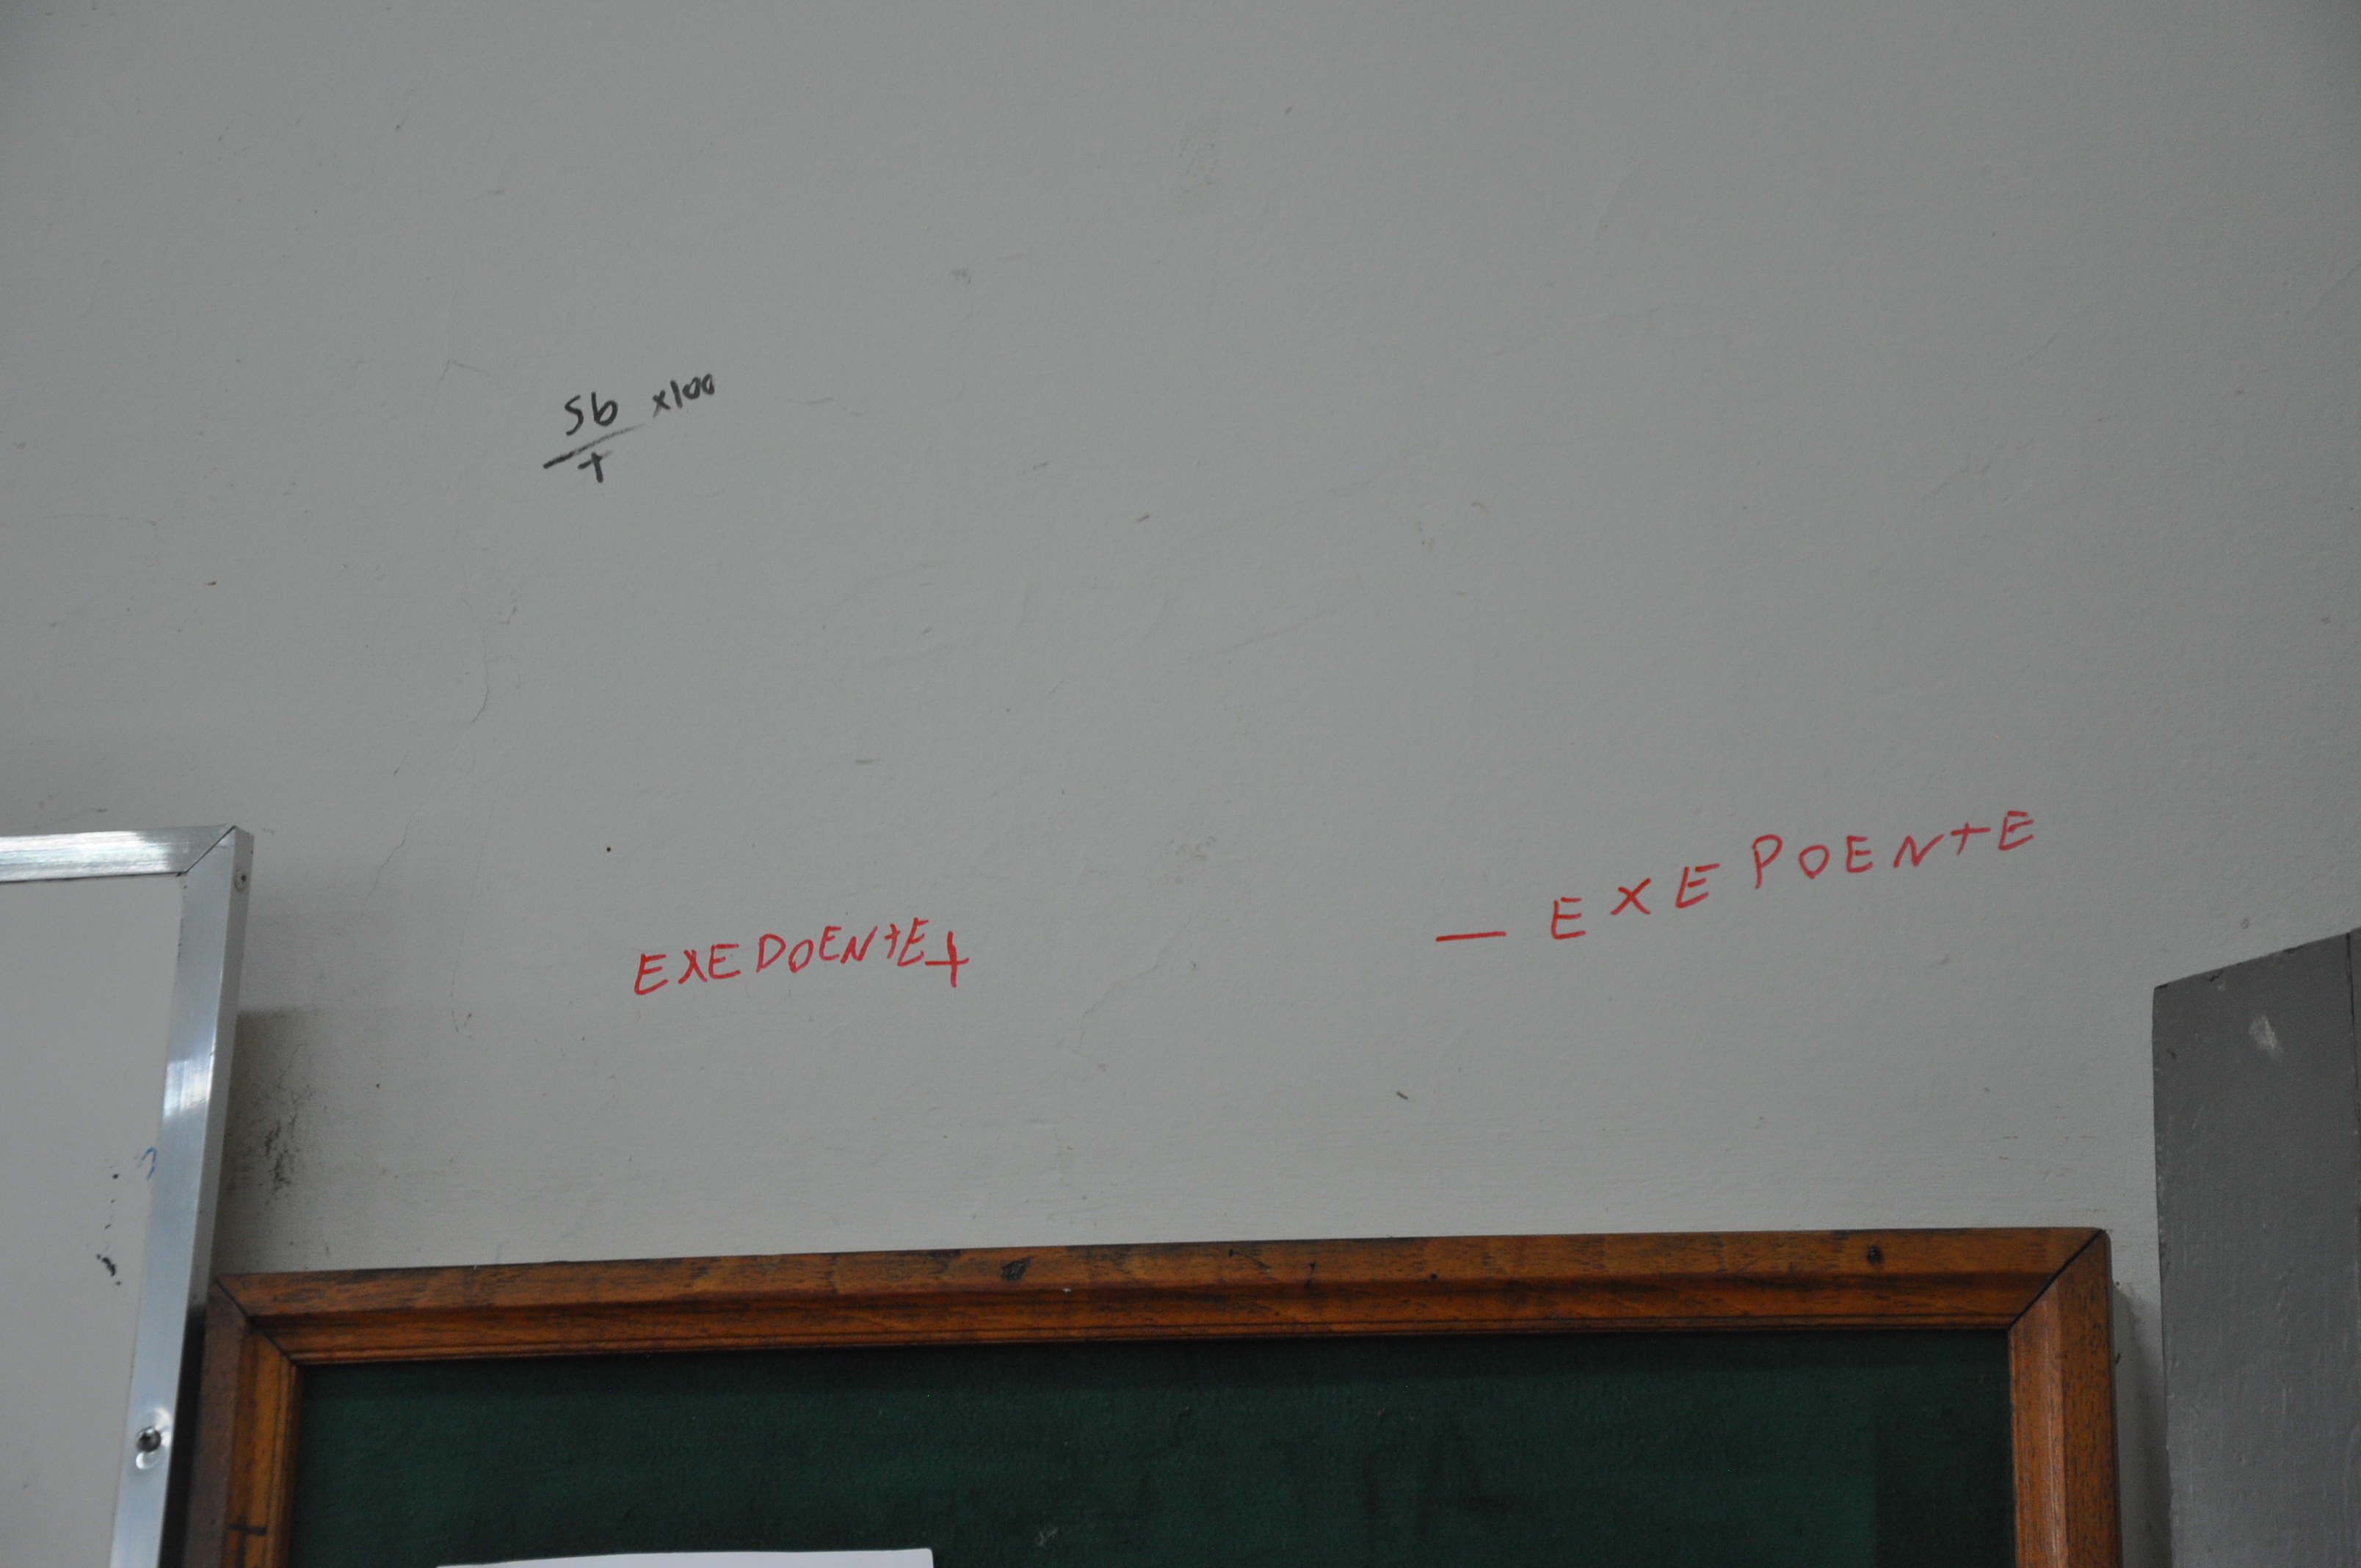 56 x100
+
EXEDOENTE+
— EXEPOENTE